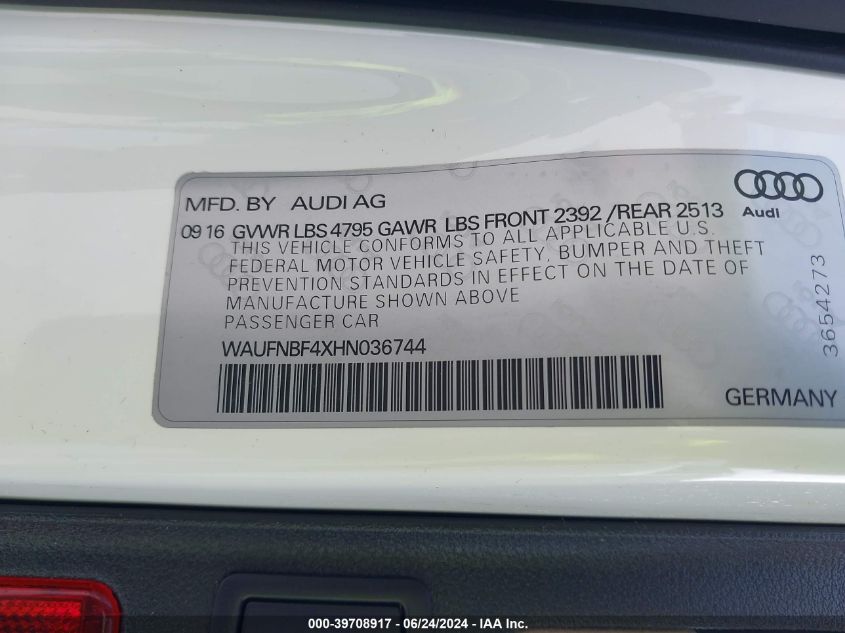 MFD. BY AUDI AG
09 16 GVWR LBS 4795 GAWR LBS FRONT 2392 /REAR 2513
Audi
THIS VEHICLE CONFORMS TO ALL APPLICABLE U.S.
FEDERAL MOTOR VEHICLE SAFETY, BUMPER AND THEFT
PREVENTION STANDARDS IN EFFECT ON THE DATE OF
MANUFACTURE SHOWN ABOVE
PASSENGER CAR
WAUFNBF4XHN036744
3654273
GERMANY
000-39708917 - 06/24/2024 - IAA Inc.